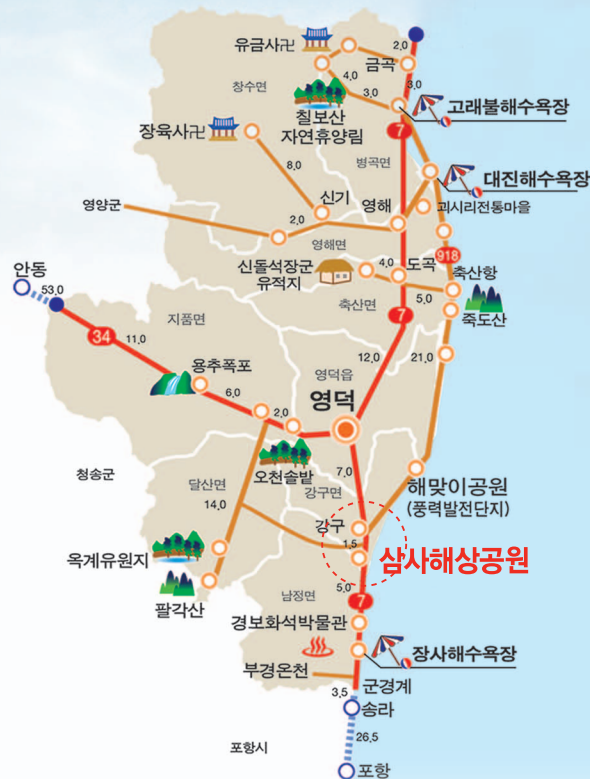 유금사卍
2,0
금곡
4,0
3,0
창수면
3,0
칠보산
자연휴양림
고래불해수욕장
장육사卍
7
병곡면
8,0
대진해수욕장
신기
괴시리전통마을
영양군
2,0
영해
영해면
918
신돌석장군
유적지
4,0
도곡
축산항
안동
53,0
5,0
축산면
죽도산
지품면
7
34
11,0
12,0
21,0
용추폭포
6,0
영덕읍
2,0
영덕
오천솔밭
7,0
청송군
달산면
강구면
해맞이공원
(풍력발전단지)
14,0
강구
1,5
삼사해상공원
옥계유원지
5,0
팔각산
남정면
7
경보화석박물관
장사해수욕장
부경온천
3,5
군경계
송라
26,5
포항시
포항